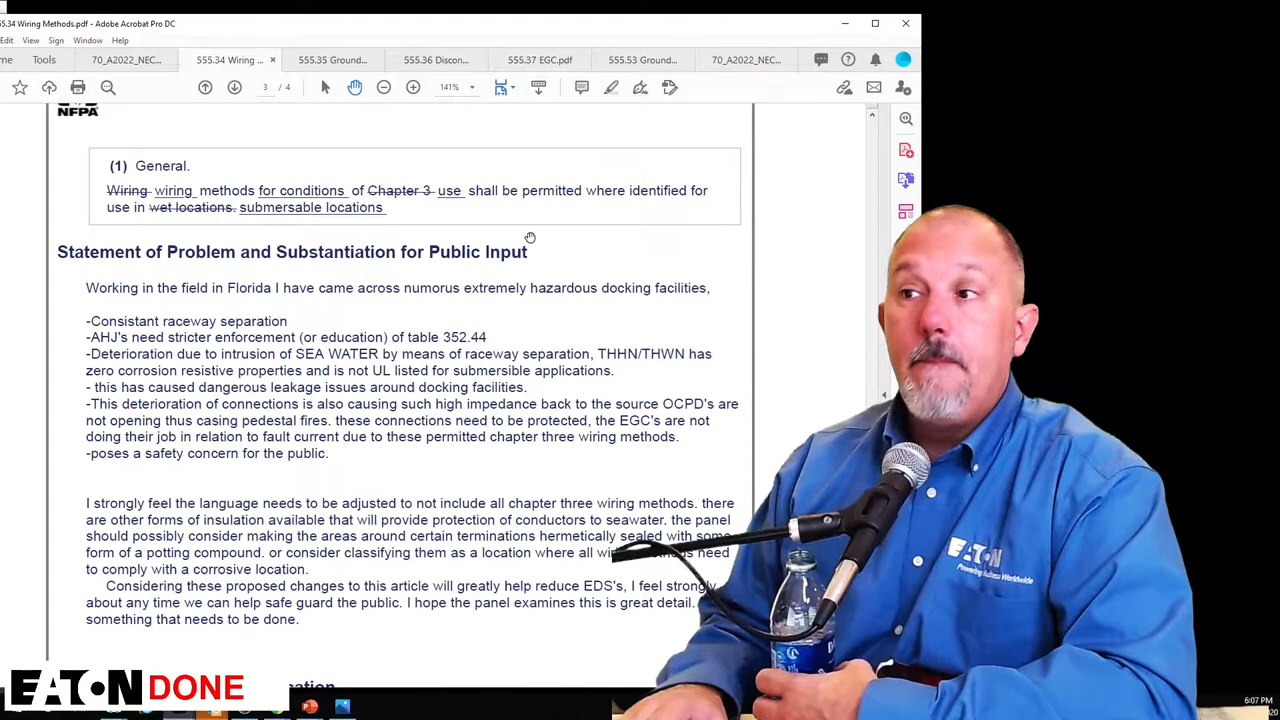 555.34 Wiring Methods.pdf - Adobe Acrobat Pro DC
Edit View Sign Window Help
me Tools 70_A2022_NEC... 555.34 Wiring ... × 555.35 Ground... 555.36 Discon... 555.37 EGC.pdf 555.53 Ground... 70_A2022_NEC...
3 / 4 141%
NFPA
(1) General.
Wiring wiring methods for conditions of Chapter 3 use shall be permitted where identified for
use in wet locations. submersable locations
Statement of Problem and Substantiation for Public Input
Working in the field in Florida I have came across numorus extremely hazardous docking facilities,
-Consistant raceway separation
-AHJ's need stricter enforcement (or education) of table 352.44
-Deterioration due to intrusion of SEA WATER by means of raceway separation, THHN/THWN has
zero corrosion resistive properties and is not UL listed for submersible applications.
- this has caused dangerous leakage issues around docking facilities.
-This deterioration of connections is also causing such high impedance back to the source OCPD's are
not opening thus casing pedestal fires. these connections need to be protected, the EGC's are not
doing their job in relation to fault current due to these permitted chapter three wiring methods.
-poses a safety concern for the public.
I strongly feel the language needs to be adjusted to not include all chapter three wiring methods. there
are other forms of insulation available that will provide protection of conductors to seawater. the panel
should possibly consider making the areas around certain terminations hermetically sealed with some
form of a potting compound. or consider classifying them as a location where all need
to comply with a corrosive location.
Considering these proposed changes to this article will greatly help reduce EDS's, I feel strongly
about any time we can help safe guard the public. I hope the panel examines this is great detail.
something that needs to be done.
EATON
Powering Business Worldwide
EATON DONE
6:07 PM